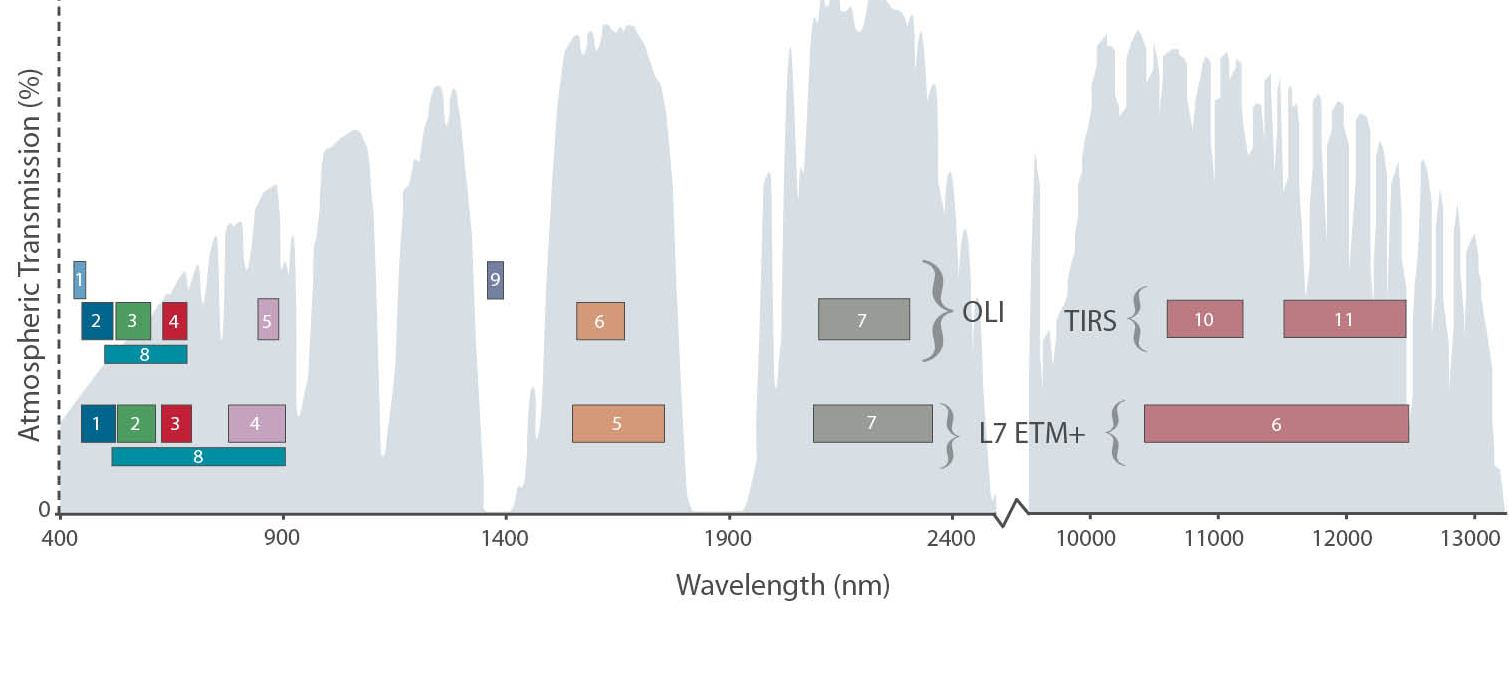 Atmospheric Transmission (%)
1
9
2 3 4 5 6 7 OLI TIRS 10 11
8
1 2 3 4 5 7 L7 ETM+ 6
8
0
400 900 1400 1900 2400 10000 11000 12000 13000
Wavelength (nm)